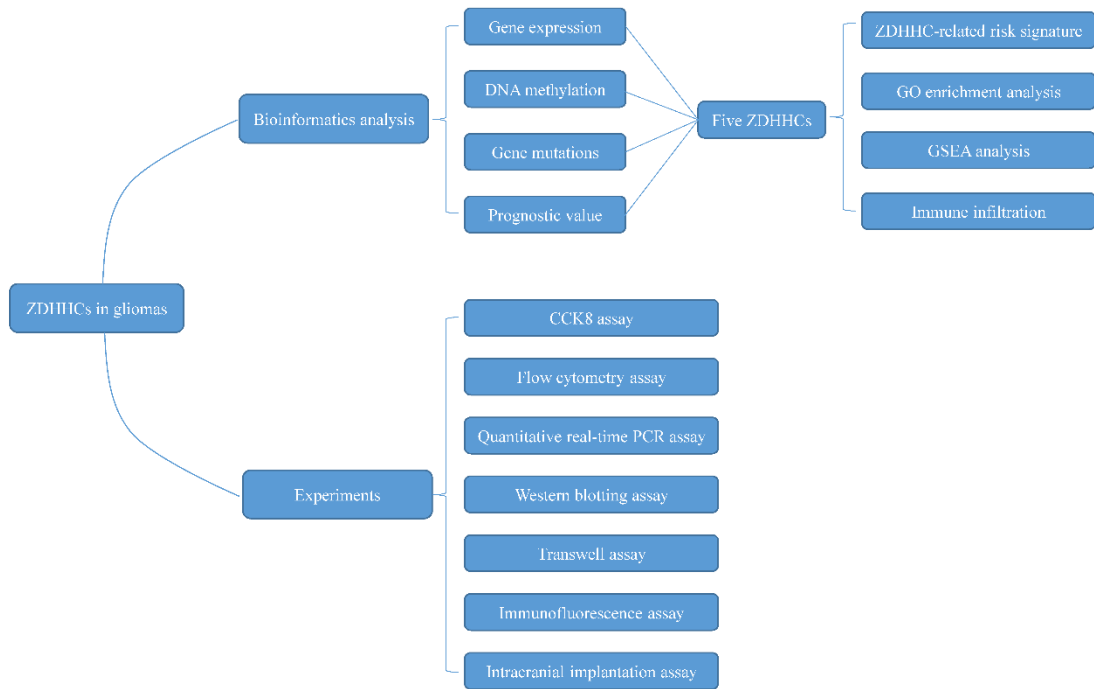 ZDHHCs in gliomas
Bioinformatics analysis
Gene expression
DNA methylation
Gene mutations
Prognostic value
Five ZDHHCs
ZDHHC-related risk signature
GO enrichment analysis
GSEA analysis
Immune infiltration
Experiments
CCK8 assay
Flow cytometry assay
Quantitative real-time PCR assay
Western blotting assay
Transwell assay
Immunofluorescence assay
Intracranial implantation assay